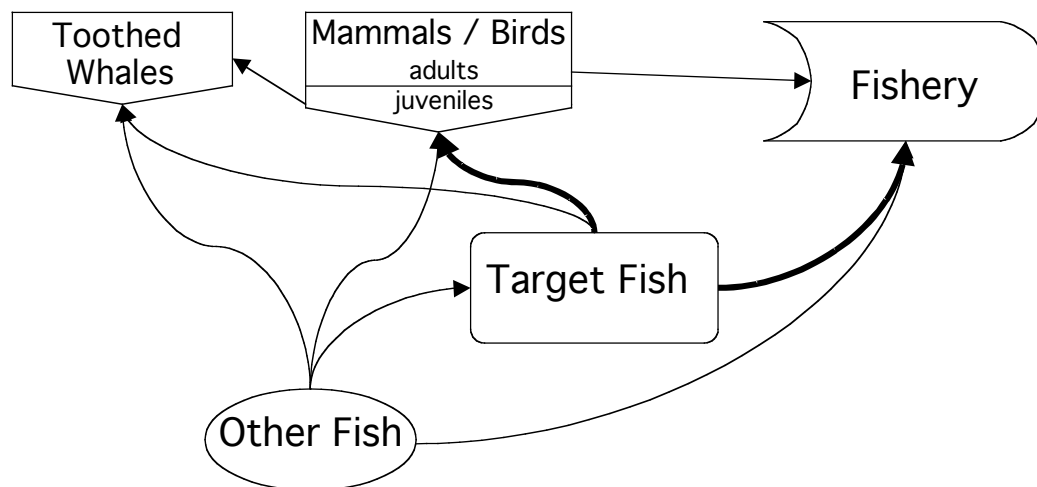 Toothed
Whales
Mammals / Birds
adults
juveniles
Fishery
Target Fish
Other Fish